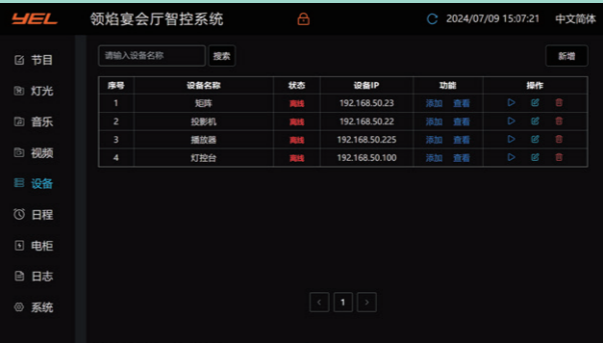 YEL 领焰宴会厅智控系统 2024/07/09 15:07:21 中文简体
节目
灯光
音乐
视频
设备
日程
电柜
日志
系统
请输入设备名称 搜索 新增
序号 设备名称 状态 设备IP 功能 操作
1 矩阵 离线 192.168.50.23 添加 查看
2 投影机 离线 192.168.50.22 添加 查看
3 播放器 离线 192.168.50.225 添加 查看
4 灯控台 离线 192.168.50.100 添加 查看
< 1 >